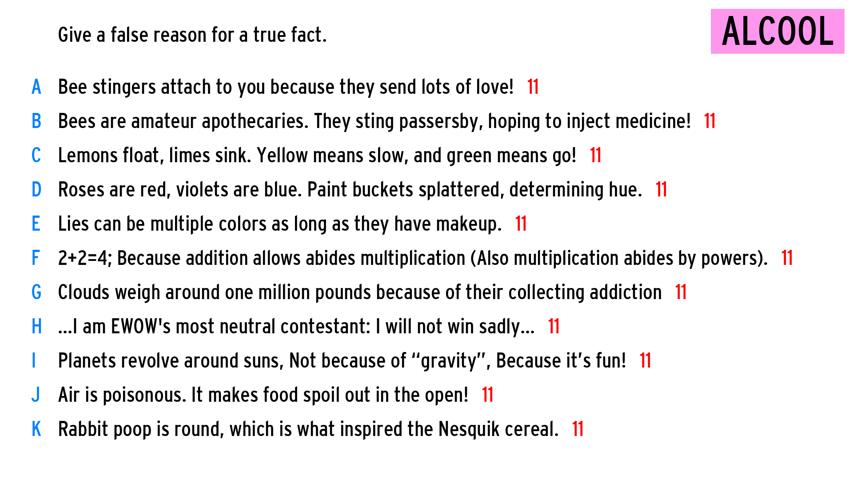 Give a false reason for a true fact.
ALCOOL
A Bee stingers attach to you because they send lots of love! 11
B Bees are amateur apothecaries. They sting passersby, hoping to inject medicine! 11
C Lemons float, limes sink. Yellow means slow, and green means go! 11
D Roses are red, violets are blue. Paint buckets splattered, determining hue. 11
E Lies can be multiple colors as long as they have makeup. 11
F 2+2=4; Because addition allows abides multiplication (Also multiplication abides by powers). 11
G Clouds weigh around one million pounds because of their collecting addiction 11
H ...I am EWOW's most neutral contestant: I will not win sadly... 11
I Planets revolve around suns, Not because of “gravity”, Because it’s fun! 11
J Air is poisonous. It makes food spoil out in the open! 11
K Rabbit poop is round, which is what inspired the Nesquik cereal. 11